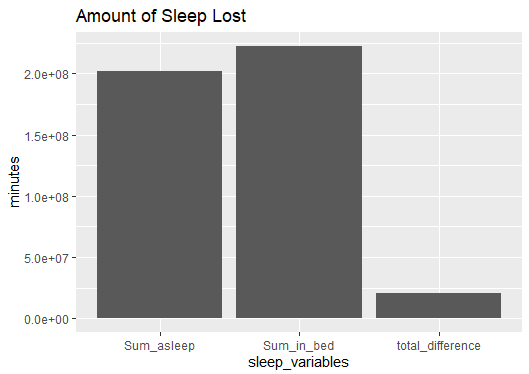 Amount of Sleep Lost
minutes
2.0e+08
1.5e+08
1.0e+08
5.0e+07
0.0e+00
Sum_asleep Sum_in_bed total_difference
sleep_variables